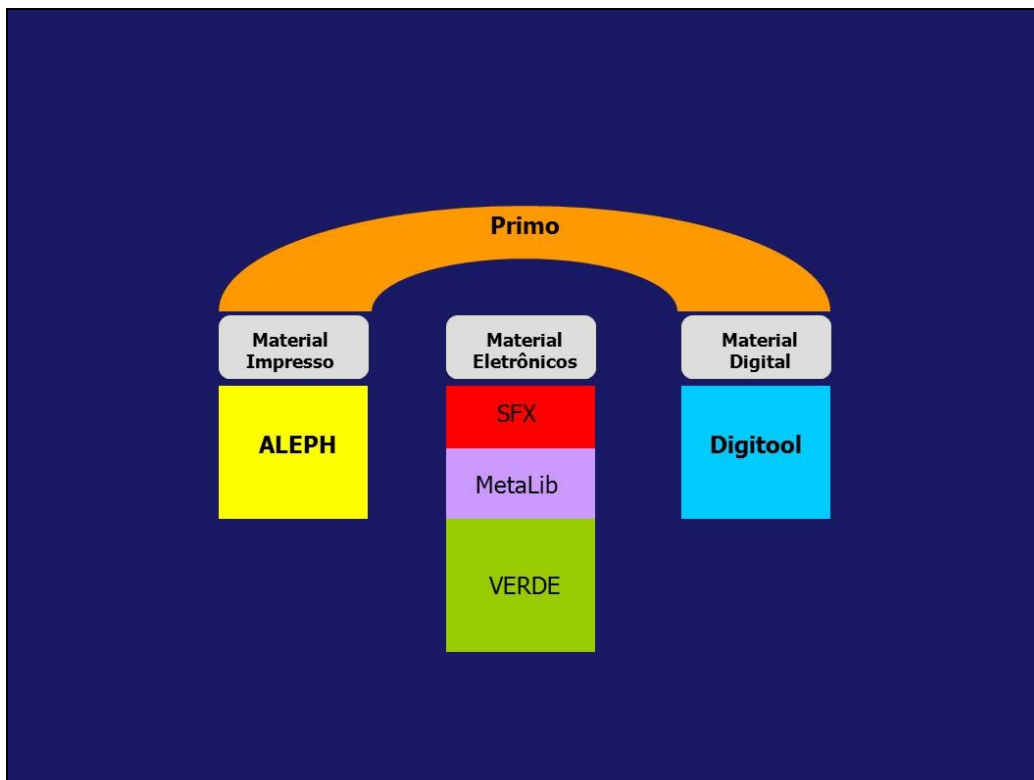 Primo
Material
Impresso
Material
Eletrônicos
Material
Digital
ALEPH
SFX
MetaLib
VERDE
Digitool